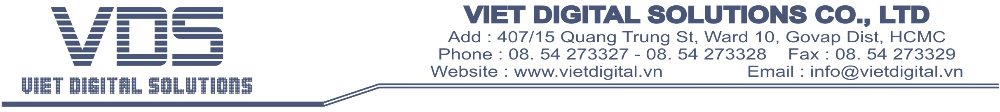 VDS
VIET DIGITAL SOLUTIONS
VIET DIGITAL SOLUTIONS CO., LTD
Add : 407/15 Quang Trung St, Ward 10, Govap Dist, HCMC
Phone : 08. 54 273327 - 08. 54 273328 Fax : 08. 54 273329
Website : www.vietdigital.vn Email : info@vietdigital.vn